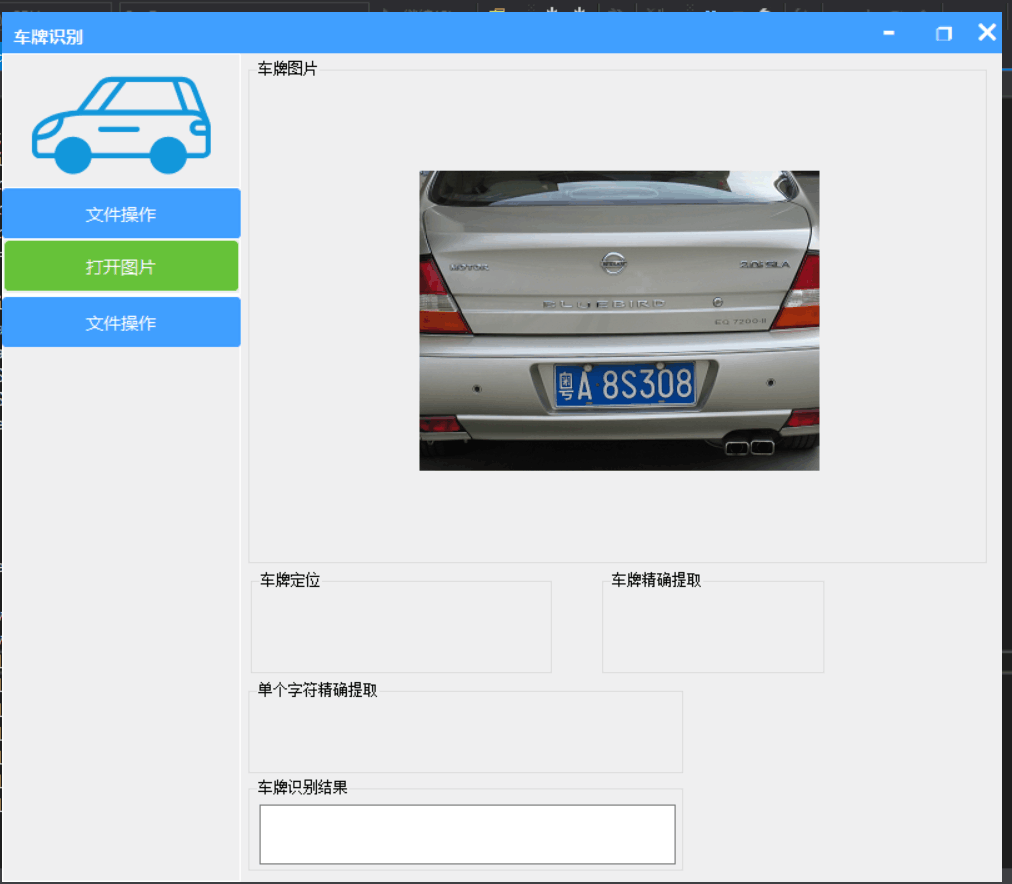 车牌识别
文件操作
打开图片
文件操作
车牌图片
2.0i SLA
BLUEBIRD
EQ 7200-II
粤A 8S308
车牌定位
车牌精确提取
单个字符精确提取
车牌识别结果